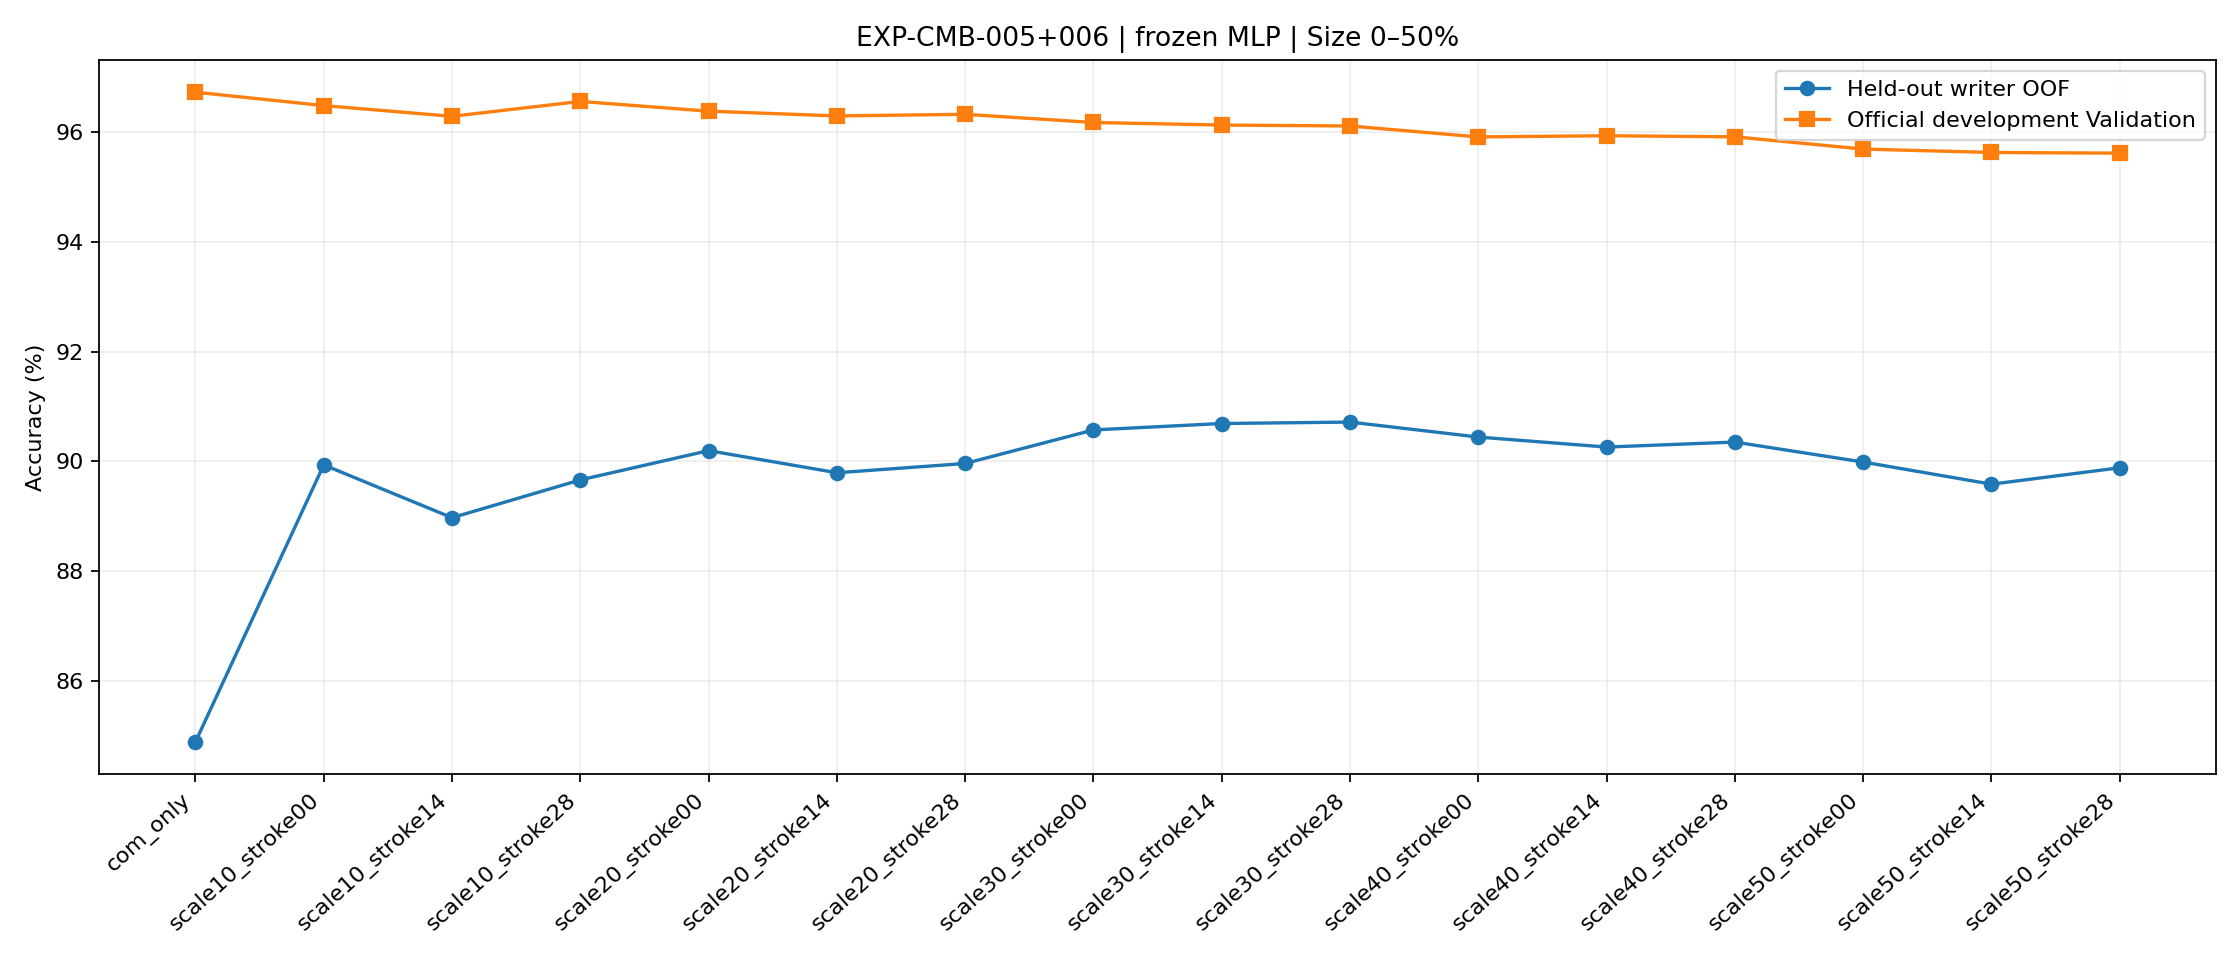 EXP-CMB-005+006 | frozen MLP | Size 0–50%
Held-out writer OOF
Official development Validation
Accuracy (%)
96
94
92
90
88
86
com_only
scale10_stroke00
scale10_stroke14
scale10_stroke28
scale20_stroke00
scale20_stroke14
scale20_stroke28
scale30_stroke00
scale30_stroke14
scale30_stroke28
scale40_stroke00
scale40_stroke14
scale40_stroke28
scale50_stroke00
scale50_stroke14
scale50_stroke28